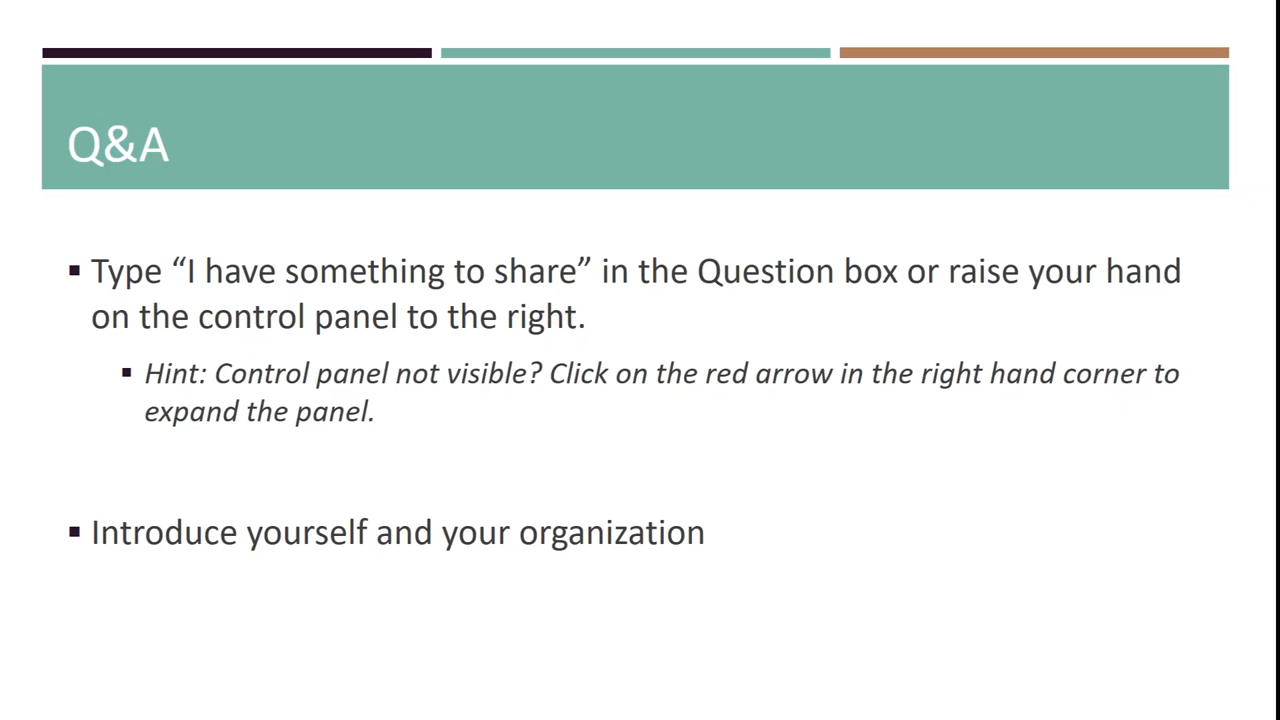 Q&A
▪ Type “I have something to share” in the Question box or raise your hand
on the control panel to the right.
▪ Hint: Control panel not visible? Click on the red arrow in the right hand corner to
expand the panel.
▪ Introduce yourself and your organization